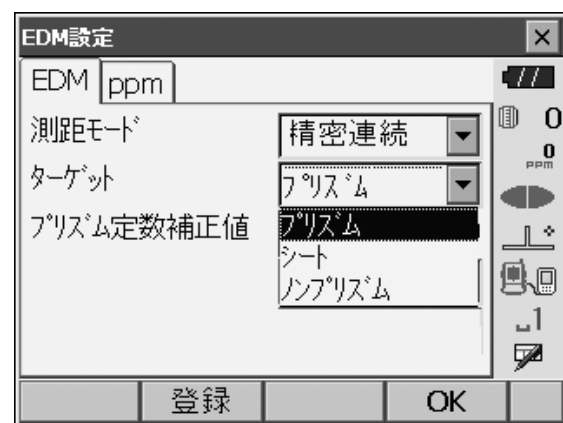 EDM設定
EDM ppm
測距モード 精密連続
ターゲット プリズム
プリズム定数補正値 プリズム
シート
ノンプリズム
0
0
PPM
1
登録 OK